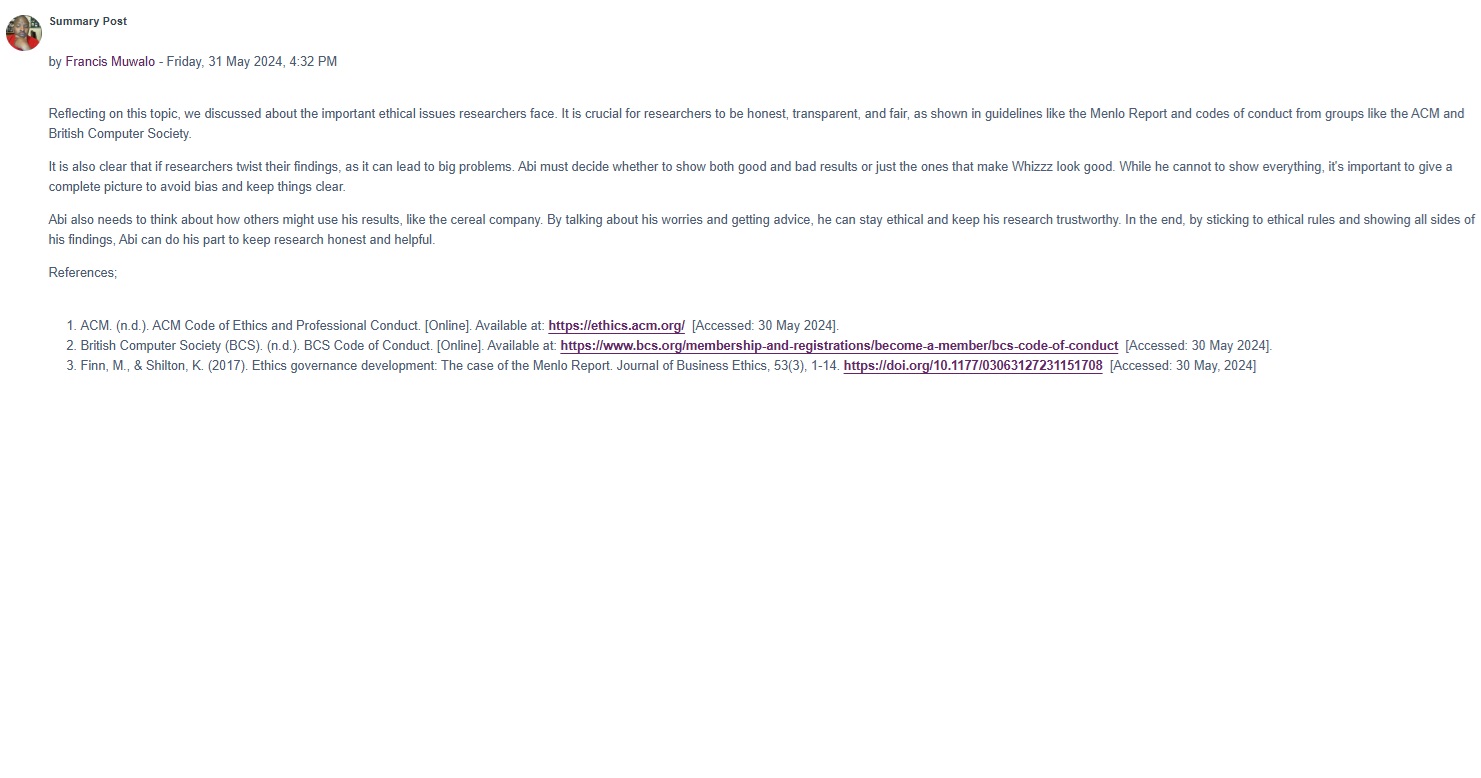 Summary Post
by Francis Muwalo - Friday, 31 May 2024, 4:32 PM
Reflecting on this topic, we discussed about the important ethical issues researchers face. It is crucial for researchers to be honest, transparent, and fair, as shown in guidelines like the Menlo Report and codes of conduct from groups like the ACM and
British Computer Society.
It is also clear that if researchers twist their findings, as it can lead to big problems. Abi must decide whether to show both good and bad results or just the ones that make Whizzz look good. While he cannot to show everything, it's important to give a
complete picture to avoid bias and keep things clear.
Abi also needs to think about how others might use his results, like the cereal company. By talking about his worries and getting advice, he can stay ethical and keep his research trustworthy. In the end, by sticking to ethical rules and showing all sides of
his findings, Abi can do his part to keep research honest and helpful.
References;
1. ACM. (n.d.). ACM Code of Ethics and Professional Conduct. [Online]. Available at: https://ethics.acm.org/ [Accessed: 30 May 2024].
2. British Computer Society (BCS). (n.d.). BCS Code of Conduct. [Online]. Available at: https://www.bcs.org/membership-and-registrations/become-a-member/bcs-code-of-conduct [Accessed: 30 May 2024].
3. Finn, M., & Shilton, K. (2017). Ethics governance development: The case of the Menlo Report. Journal of Business Ethics, 53(3), 1-14. https://doi.org/10.1177/03063127231151708 [Accessed: 30 May, 2024]